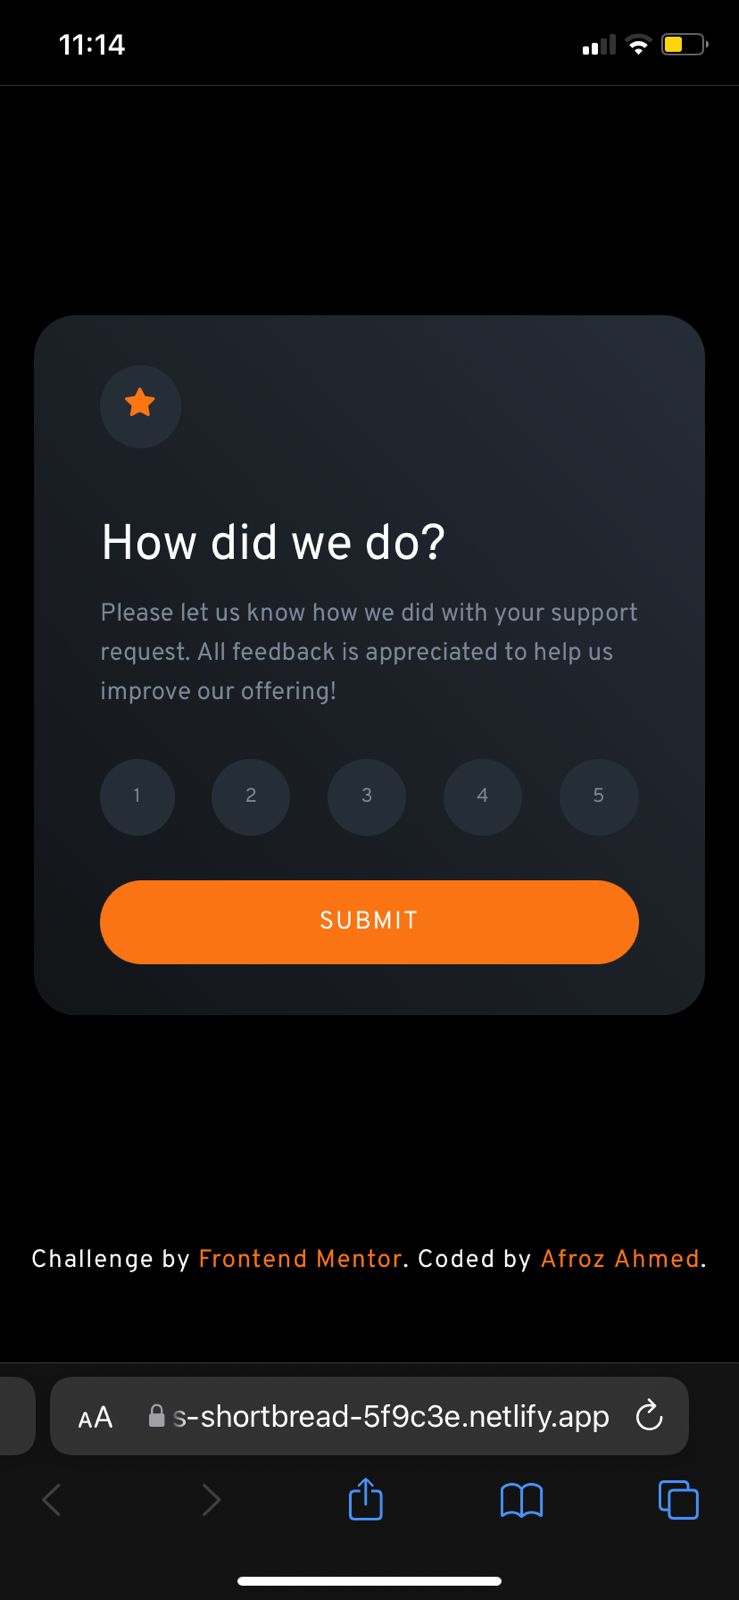 11:14
How did we do?
Please let us know how we did with your support
request. All feedback is appreciated to help us
improve our offering!
1 2 3 4 5
SUBMIT
Challenge by Frontend Mentor. Coded by Afroz Ahmed.
AA s-shortbread-5f9c3e.netlify.app